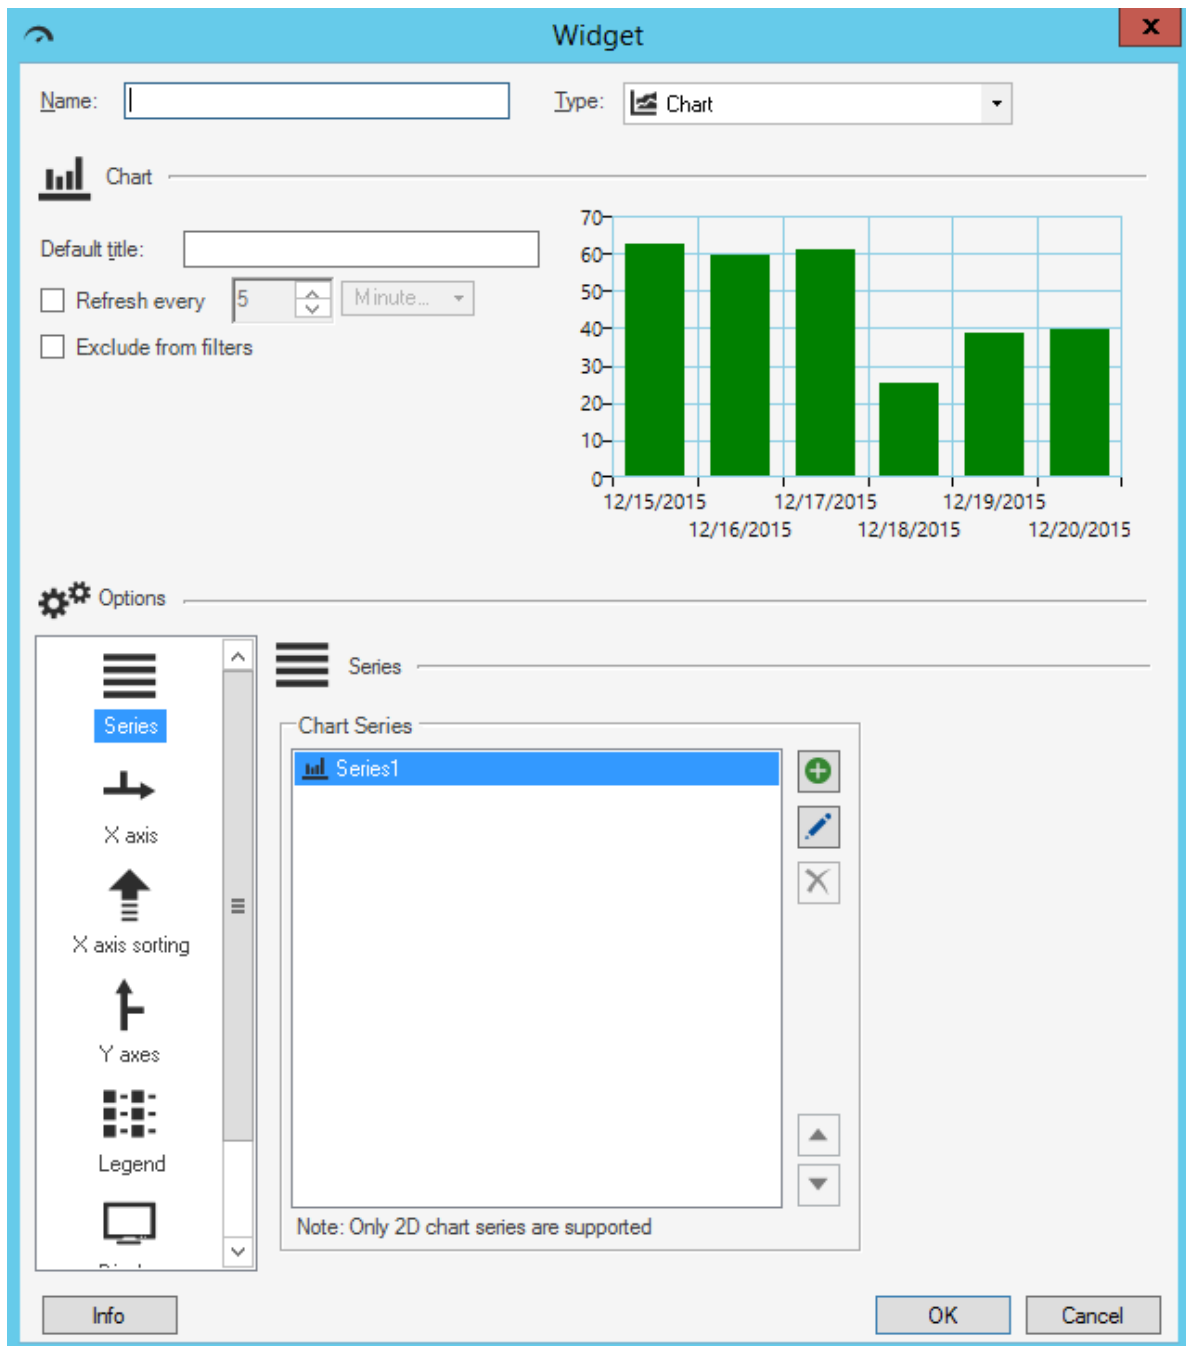 Widget
x
Name:
Type: Chart
Chart
Default title:
Refresh every 5 Minute...
Exclude from filters
70
60
50
40
30
20
10
0
12/15/2015 12/17/2015 12/19/2015
12/16/2015 12/18/2015 12/20/2015
Options
Series
X axis
X axis sorting
Y axes
Legend
Series
Chart Series
Series1
Note: Only 2D chart series are supported
Info
OK
Cancel